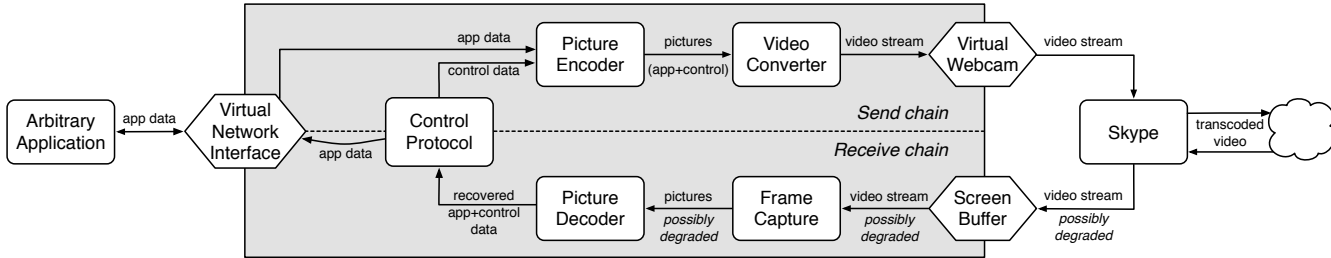 app data
Picture
Encoder
pictures
(app+control)
Video
Converter
video stream
Virtual
Webcam
video stream
control data
Arbitrary
Application
app data
Virtual
Network
Interface
Control
Protocol
app data
Send chain
Receive chain
Skype
transcoded
video
recovered
app+control
data
Picture
Decoder
pictures
possibly
degraded
Frame
Capture
video stream
possibly
degraded
Screen
Buffer
video stream
possibly
degraded